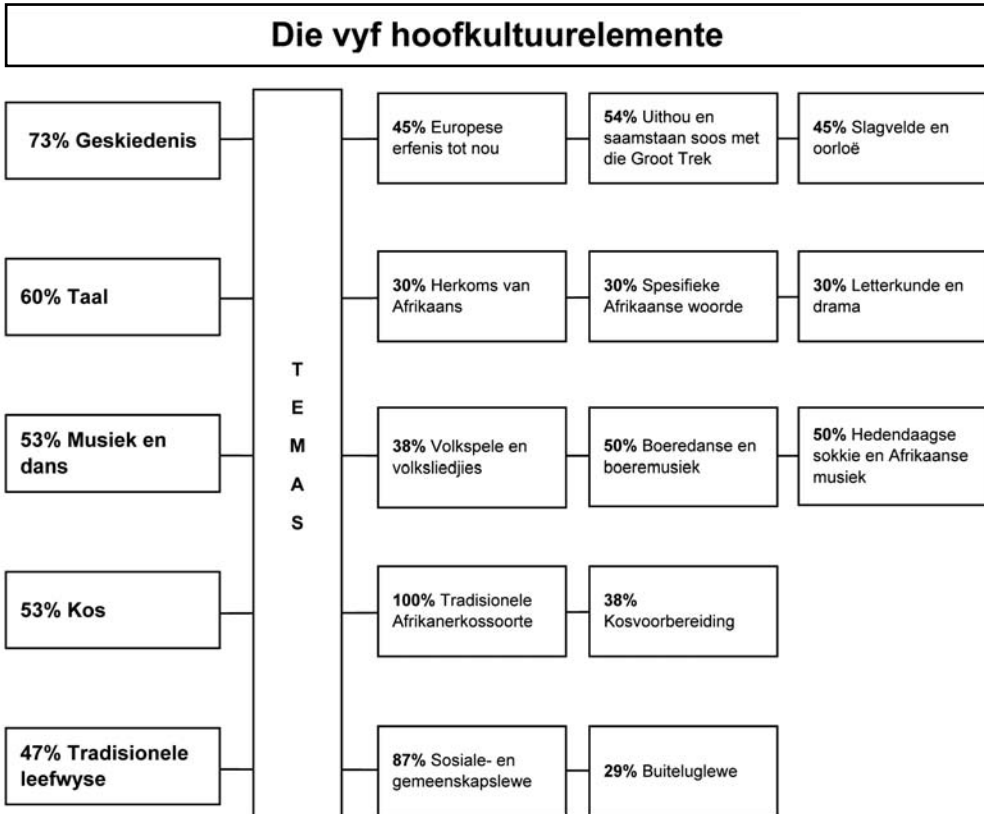 Die vyf hoofkultuurelemente
73% Geskiedenis
45% Europese
erfenis tot nou
54% Uithou en
saamstaan soos met
die Groot Trek
45% Slagvelde en
oorloë
60% Taal
30% Herkoms van
Afrikaans
30% Spesifieke
Afrikaanse woorde
30% Letterkunde en
drama
T
E
M
A
S
53% Musiek en
dans
38% Volkspele en
volksliedjies
50% Boeredanse en
boeremusiek
50% Hedendaagse
sokkie en Afrikaanse
musiek
53% Kos
100% Tradisionele
Afrikanerkossoorte
38%
Kosvoorbereiding
47% Tradisionele
leefwyse
87% Sosiale- en
gemeenskapslewe
29% Buiteluglewe